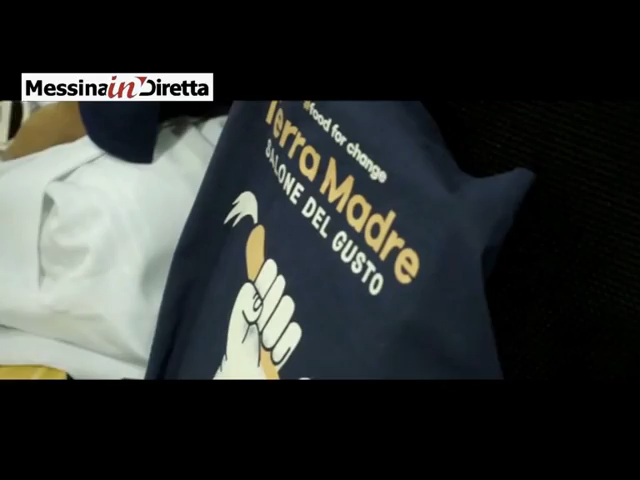 MessinainDiretta
#food for change
Terra Madre
SALONE DEL GUSTO